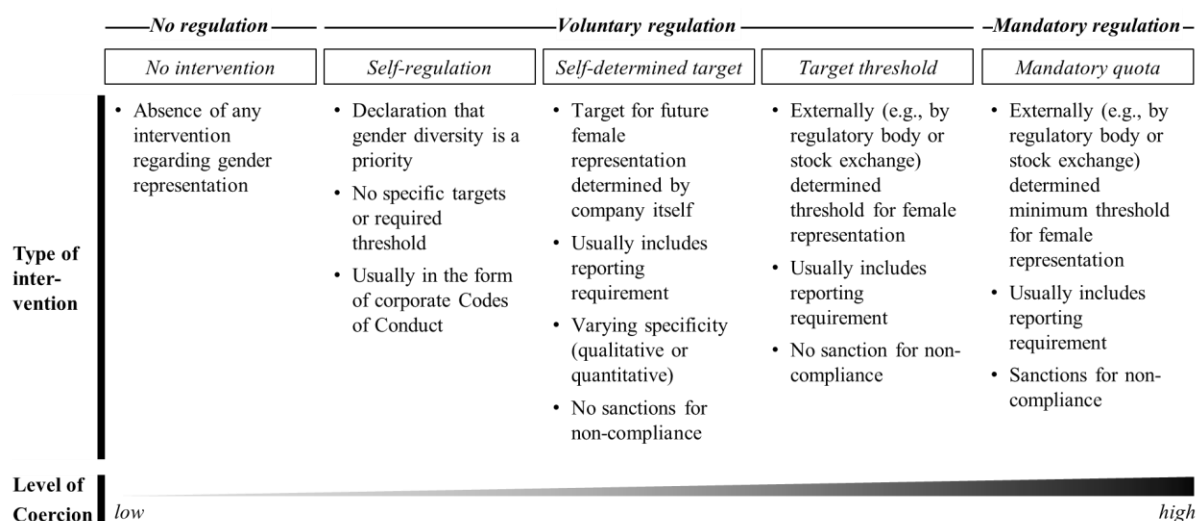 No regulation
Voluntary regulation
Mandatory regulation
No intervention
Self-regulation
Self-determined target
Target threshold
Mandatory quota
Type of
inter-
vention
• Absence of any
intervention
regarding gender
representation
• Declaration that
gender diversity is a
priority
• No specific targets
or required
threshold
• Usually in the form
of corporate Codes
of Conduct
• Target for future
female
representation
determined by
company itself
• Usually includes
reporting
requirement
• Varying specificity
(qualitative or
quantitative)
• No sanctions for
non-compliance
• Externally (e.g., by
regulatory body or
stock exchange)
determined
threshold for female
representation
• Usually includes
reporting
requirement
• No sanction for non-
compliance
• Externally (e.g., by
regulatory body or
stock exchange)
determined
minimum threshold
for female
representation
• Usually includes
reporting
requirement
• Sanctions for non-
compliance
Level of
Coercion
low
high